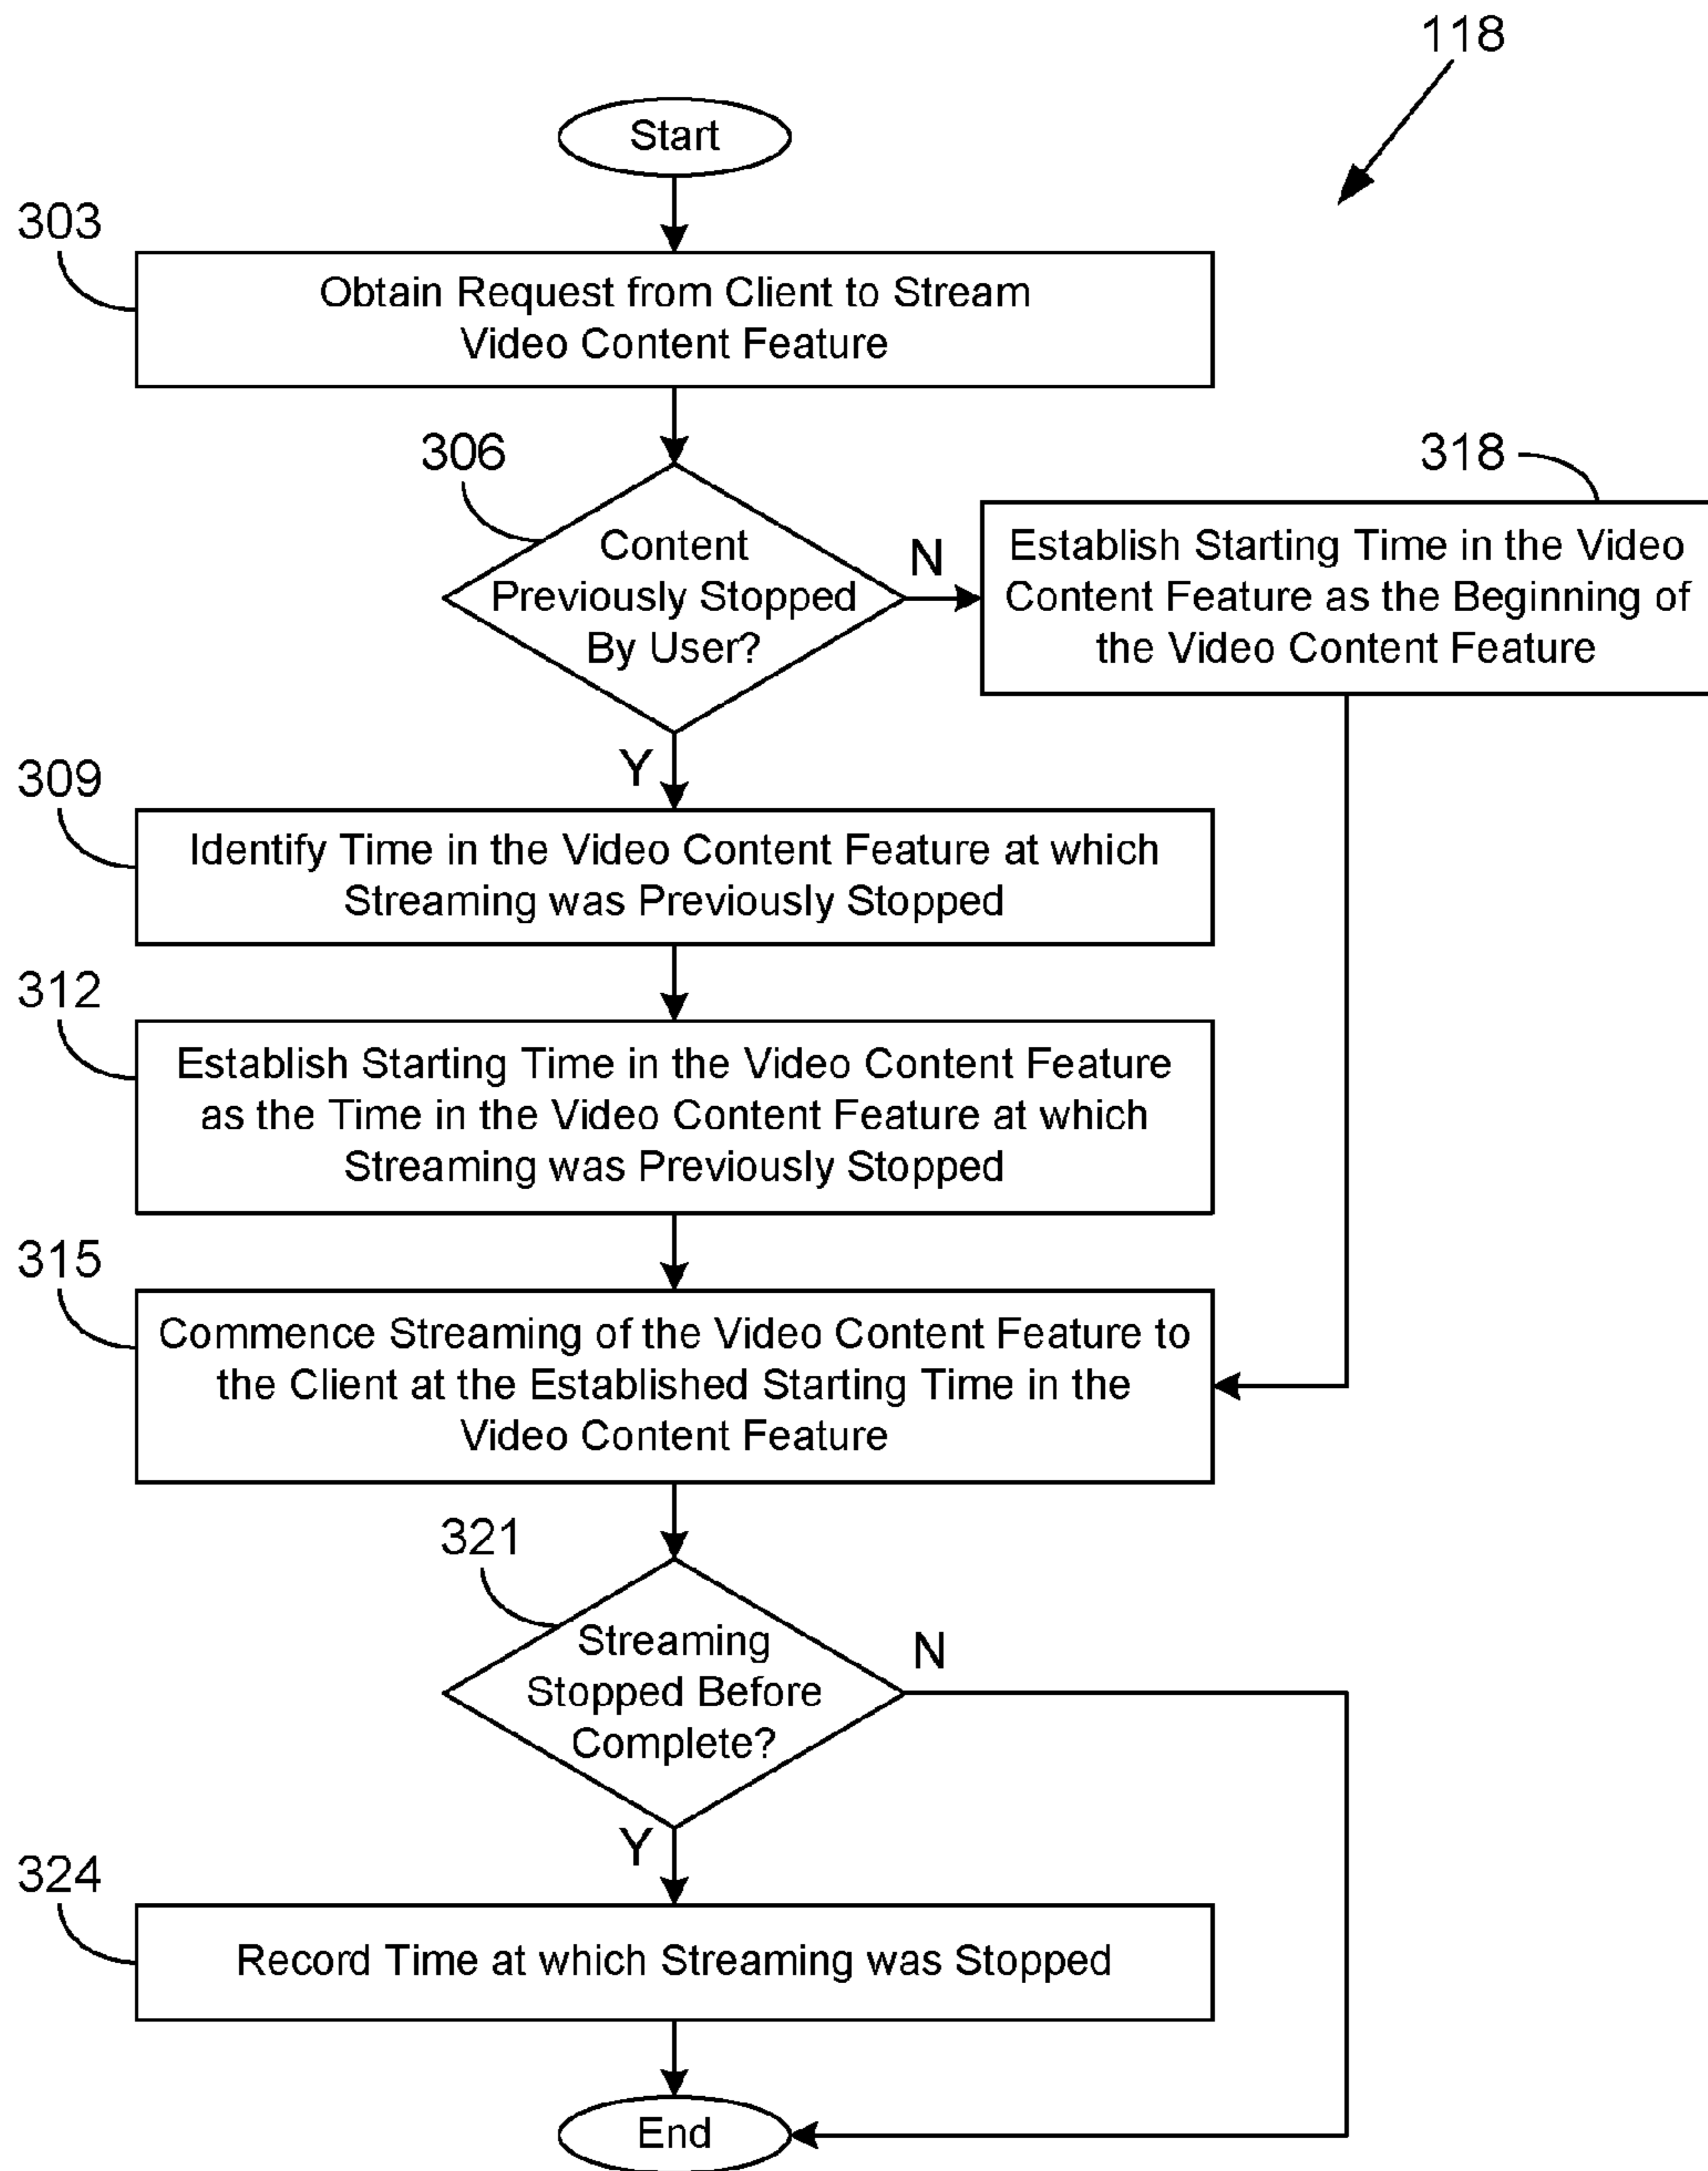 118
Start
303
Obtain Request from Client to Stream
Video Content Feature
306
Content
Previously Stopped
By User?
N
318
Establish Starting Time in the Video
Content Feature as the Beginning of
the Video Content Feature
Y
309
Identify Time in the Video Content Feature at which
Streaming was Previously Stopped
312
Establish Starting Time in the Video Content Feature
as the Time in the Video Content Feature at which
Streaming was Previously Stopped
315
Commence Streaming of the Video Content Feature to
the Client at the Established Starting Time in the
Video Content Feature
321
Streaming
Stopped Before
Complete?
N
Y
324
Record Time at which Streaming was Stopped
End